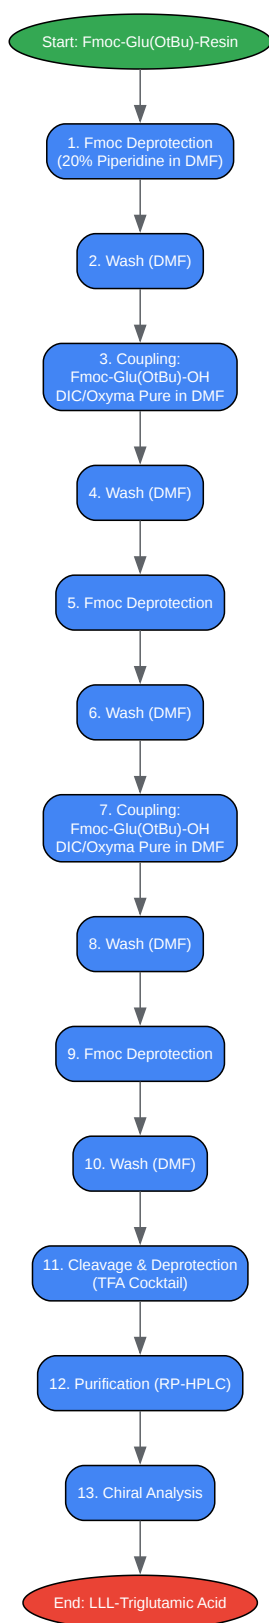 Start: Fmoc-Glu(OtBu)-Resin
1. Fmoc Deprotection
(20% Piperidine in DMF)
2. Wash (DMF)
3. Coupling:
Fmoc-Glu(OtBu)-OH
DIC/Oxyma Pure in DMF
4. Wash (DMF)
5. Fmoc Deprotection
6. Wash (DMF)
7. Coupling:
Fmoc-Glu(OtBu)-OH
DIC/Oxyma Pure in DMF
8. Wash (DMF)
9. Fmoc Deprotection
10. Wash (DMF)
11. Cleavage & Deprotection
(TFA Cocktail)
12. Purification (RP-HPLC)
13. Chiral Analysis
End: LLL-Triglutamic Acid